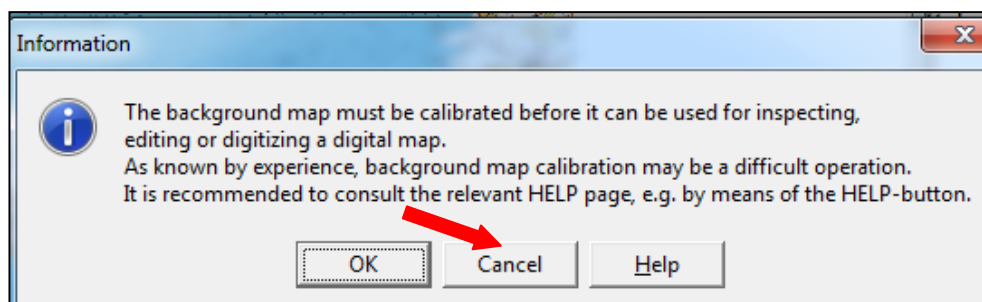 Information
The background map must be calibrated before it can be used for inspecting,
editing or digitizing a digital map.
As known by experience, background map calibration may be a difficult operation.
It is recommended to consult the relevant HELP page, e.g. by means of the HELP-button.
OK Cancel Help